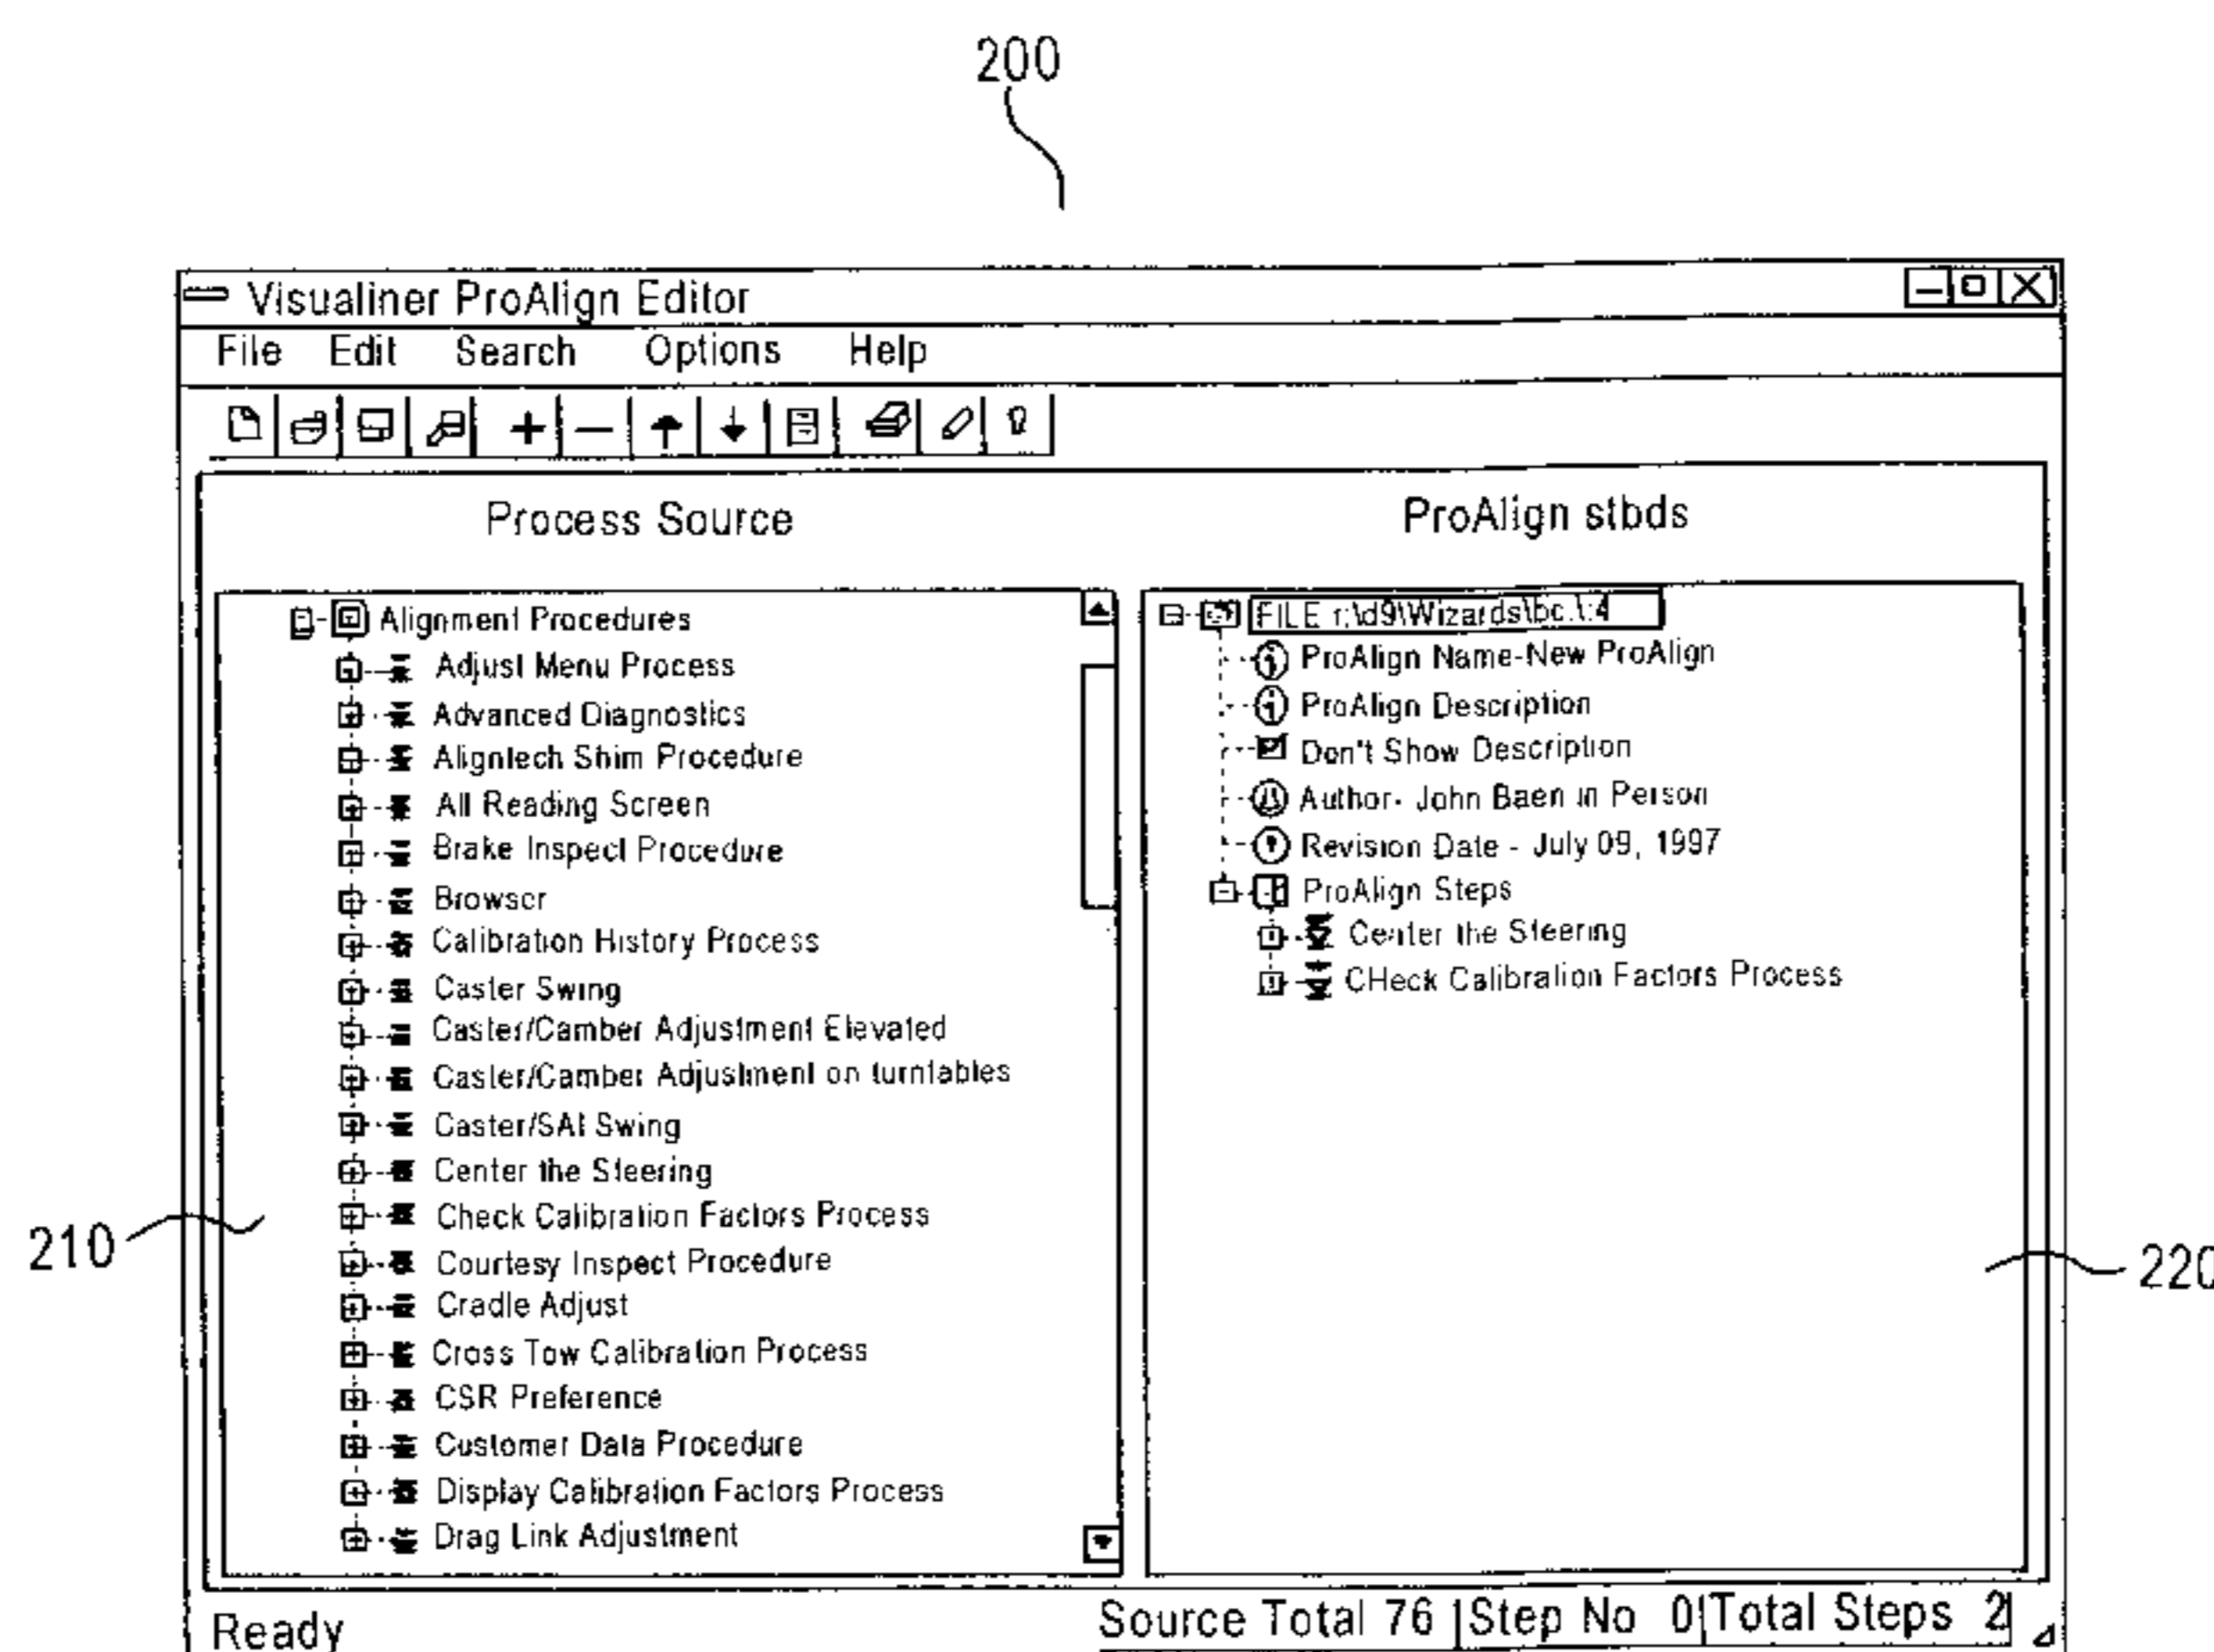 200
Visualiner ProAlign Editor
File Edit Search Options Help
Process Source
ProAlign stbds
Alignment Procedures
Adjust Menu Process
Advanced Diagnostics
Aligntech Shim Procedure
All Reading Screen
Brake Inspect Procedure
Browser
Calibration History Process
Caster Swing
Caster/Camber Adjustment Elevated
Caster/Camber Adjustment on turntables
Caster/SAI Swing
Center the Steering
Check Calibration Factors Process
Courtesy Inspect Procedure
Cradle Adjust
Cross Tow Calibration Process
CSR Preference
Customer Data Procedure
Display Calibration Factors Process
Drag Link Adjustment
FILE r:\d9\Wizards\
ProAlign Name-New ProAlign
ProAlign Description
Don't Show Description
Author- John Baen in Person
Revision Date - July 09, 1997
ProAlign Steps
Center the Steering
CHeck Calibration Factors Process
210
220
Ready
Source Total 76 Step No 0 Total Steps 2